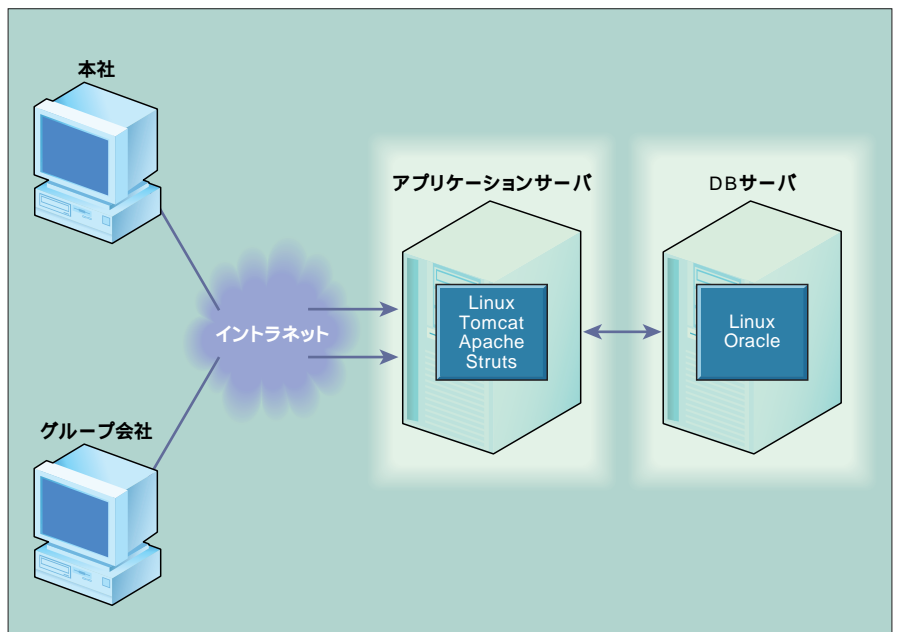 本社
アプリケーションサーバ
DBサーバ
Linux
Tomcat
Apache
Struts
Linux
Oracle
イントラネット
グループ会社